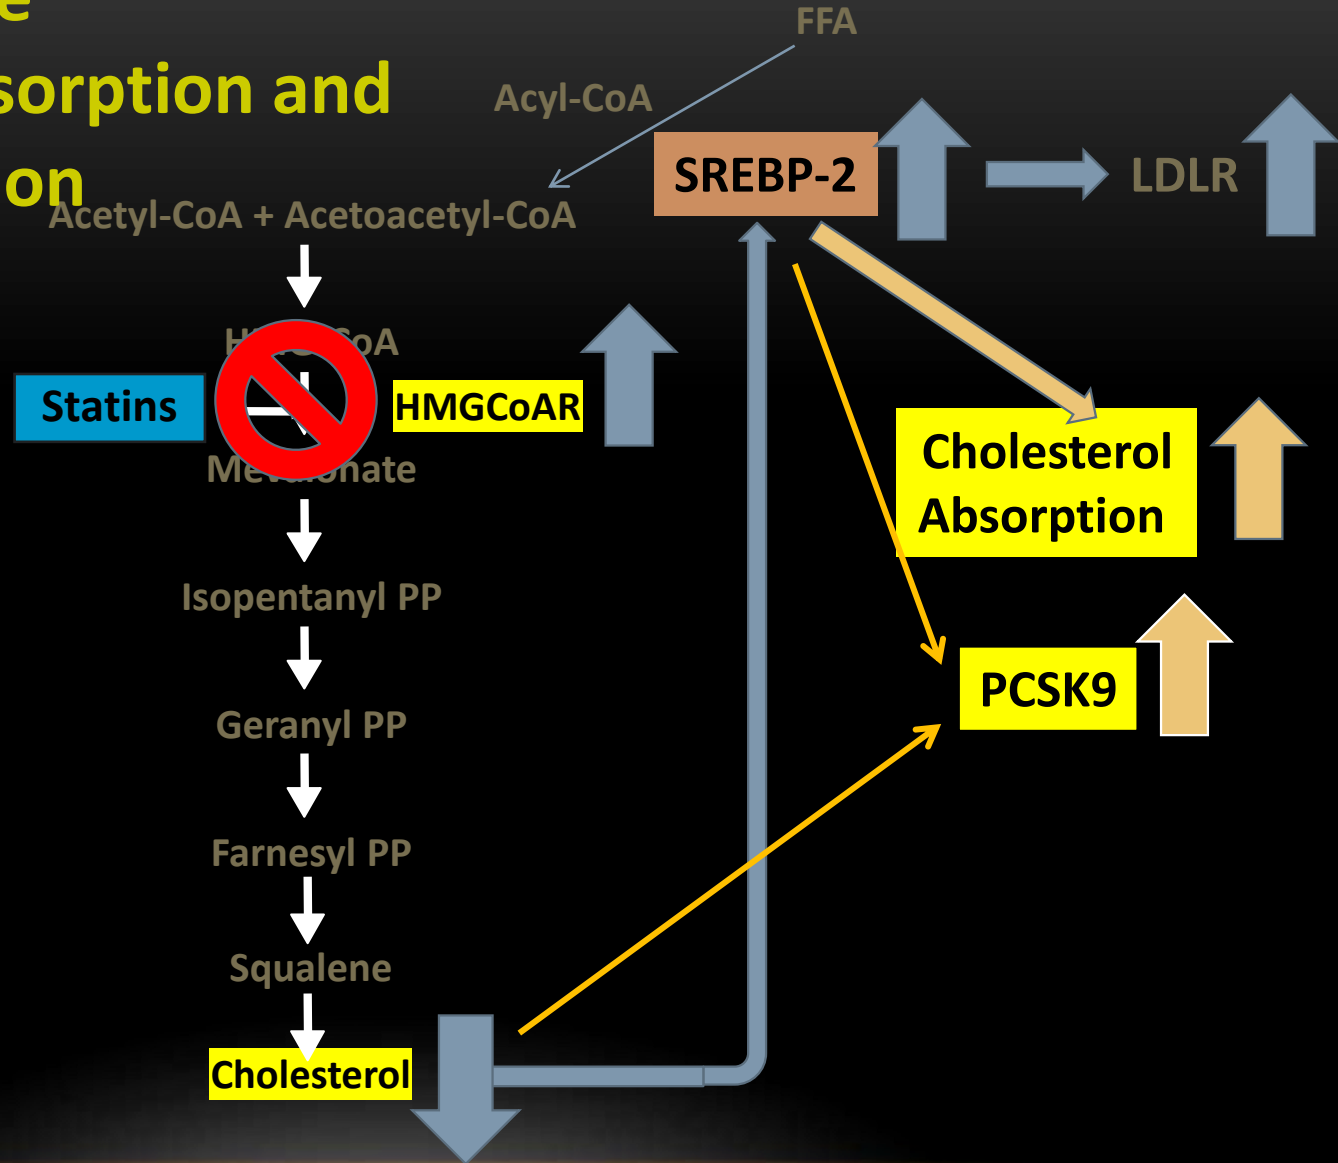 sorption and
on
FFA
Acyl-CoA
SREBP-2
LDLR
Acetyl-CoA + Acetoacetyl-CoA
Statins
HMGCoAR
Cholesterol
Absorption
Isopentanyl PP
PCSK9
Geranyl PP
Farnesyl PP
Squalene
Cholesterol